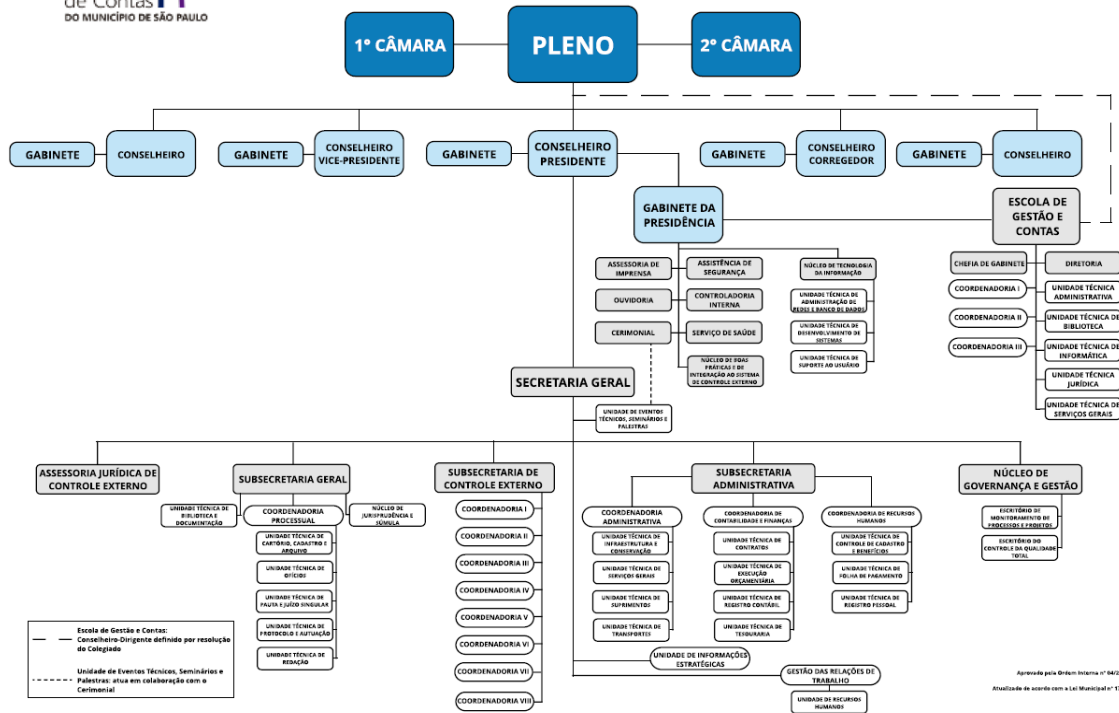 de Contas
DO MUNICÍPIO DE SÃO PAULO
1° CÂMARA
PLENO
2° CÂMARA
GABINETE
CONSELHEIRO
GABINETE
CONSELHEIRO
VICE-PRESIDENTE
GABINETE
CONSELHEIRO
PRESIDENTE
GABINETE
CONSELHEIRO
CORREGEDOR
GABINETE
CONSELHEIRO
GABINETE DA
PRESIDÊNCIA
ESCOLA DE
GESTÃO E
CONTAS
ASSESSORIA DE
IMPRENSA
ASSISTÊNCIA DE
SEGURANÇA
OUVIDORIA
CONTROLADORIA
INTERNA
CERIMONIAL
SERVIÇO DE SAÚDE
NÚCLEO DE BOAS
PRÁTICAS E DE
INTEGRAÇÃO AO SISTEMA
DE CONTROLE EXTERNO
NÚCLEO DE TECNOLOGIA
DA INFORMAÇÃO
UNIDADE TÉCNICA DE
ADMINISTRAÇÃO DE
REDES E BANCO DE DADOS
UNIDADE TÉCNICA DE
DESENVOLVIMENTO DE
SISTEMAS
UNIDADE TÉCNICA DE
SUPORTE AO USUÁRIO
CHEFIA DE GABINETE
DIRETORIA
COORDENADORIA I
COORDENADORIA II
COORDENADORIA III
UNIDADE TÉCNICA
ADMINISTRATIVA
UNIDADE TÉCNICA DE
BIBLIOTECA
UNIDADE TÉCNICA DE
INFORMÁTICA
UNIDADE TÉCNICA
JURÍDICA
UNIDADE TÉCNICA DE
SERVIÇOS GERAIS
SECRETARIA GERAL
UNIDADE DE EVENTOS
TÉCNICOS, SEMINÁRIOS E
PALESTRAS
ASSESSORIA JURÍDICA DE
CONTROLE EXTERNO
SUBSECRETARIA GERAL
UNIDADE TÉCNICA DE
BIBLIOTECA E
DOCUMENTAÇÃO
COORDENADORIA
PROCESSUAL
NÚCLEO DE
JURISPRUDÊNCIA E
SÚMULA
UNIDADE TÉCNICA DE
CARTÓRIO, CADASTRO E
ARQUIVO
UNIDADE TÉCNICA DE
OFÍCIOS
UNIDADE TÉCNICA DE
PAUTA E JUÍZO SINGULAR
UNIDADE TÉCNICA DE
PROTOCOLO E AUTUAÇÃO
UNIDADE TÉCNICA DE
REDAÇÃO
SUBSECRETARIA DE
CONTROLE EXTERNO
COORDENADORIA I
COORDENADORIA II
COORDENADORIA III
COORDENADORIA IV
COORDENADORIA V
COORDENADORIA VI
COORDENADORIA VII
COORDENADORIA VIII
SUBSECRETARIA
ADMINISTRATIVA
COORDENADORIA
ADMINISTRATIVA
UNIDADE TÉCNICA DE
INFRAESTRUTURA E
CONSERVAÇÃO
UNIDADE TÉCNICA DE
SERVIÇOS GERAIS
UNIDADE TÉCNICA DE
SUPRIMENTOS
UNIDADE TÉCNICA DE
TRANSPORTES
COORDENADORIA DE
CONTABILIDADE E FINANÇAS
UNIDADE TÉCNICA DE
CONTRATOS
UNIDADE TÉCNICA DE
EXECUÇÃO
ORÇAMENTÁRIA
UNIDADE TÉCNICA DE
REGISTRO CONTÁBIL
UNIDADE TÉCNICA DE
TESOURARIA
COORDENADORIA DE RECURSOS
HUMANOS
UNIDADE TÉCNICA DE
CONTROLE DE CADASTRO
E BENEFÍCIOS
UNIDADE TÉCNICA DE
FOLHA DE PAGAMENTO
UNIDADE TÉCNICA DE
REGISTRO PESSOAL
NÚCLEO DE
GOVERNANÇA E GESTÃO
ESCRITÓRIO DE
MONITORAMENTO DE
PROCESSOS E PROJETOS
ESCRITÓRIO DO
CONTROLE DA QUALIDADE
TOTAL
UNIDADE DE INFORMAÇÕES
ESTRATÉGICAS
GESTÃO DAS RELAÇÕES DE
TRABALHO
UNIDADE DE RECURSOS
HUMANOS
Escola de Gestão e Contas:
Conselheiro-Dirigente definido por resolução
do Colegiado
Unidade de Eventos Técnicos, Seminários e
Palestras: atua em colaboração com o
Cerimonial
Aprovado pela Ordem Interna n°
Atualizado de acordo com a Lei Municipal n°